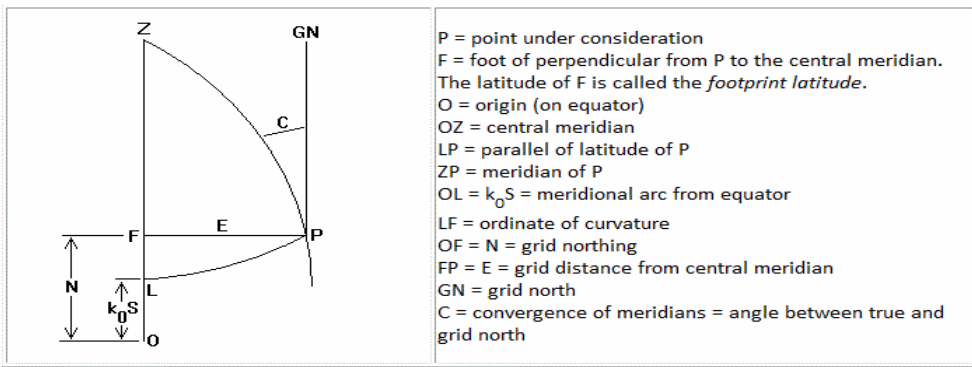 Z
GN
C
F
E
P
N
L
k0S
O
P = point under consideration
F = foot of perpendicular from P to the central meridian.
The latitude of F is called the footprint latitude.
O = origin (on equator)
OZ = central meridian
LP = parallel of latitude of P
ZP = meridian of P
OL = k0S = meridional arc from equator
LF = ordinate of curvature
OF = N = grid northing
FP = E = grid distance from central meridian
GN = grid north
C = convergence of meridians = angle between true and
grid north